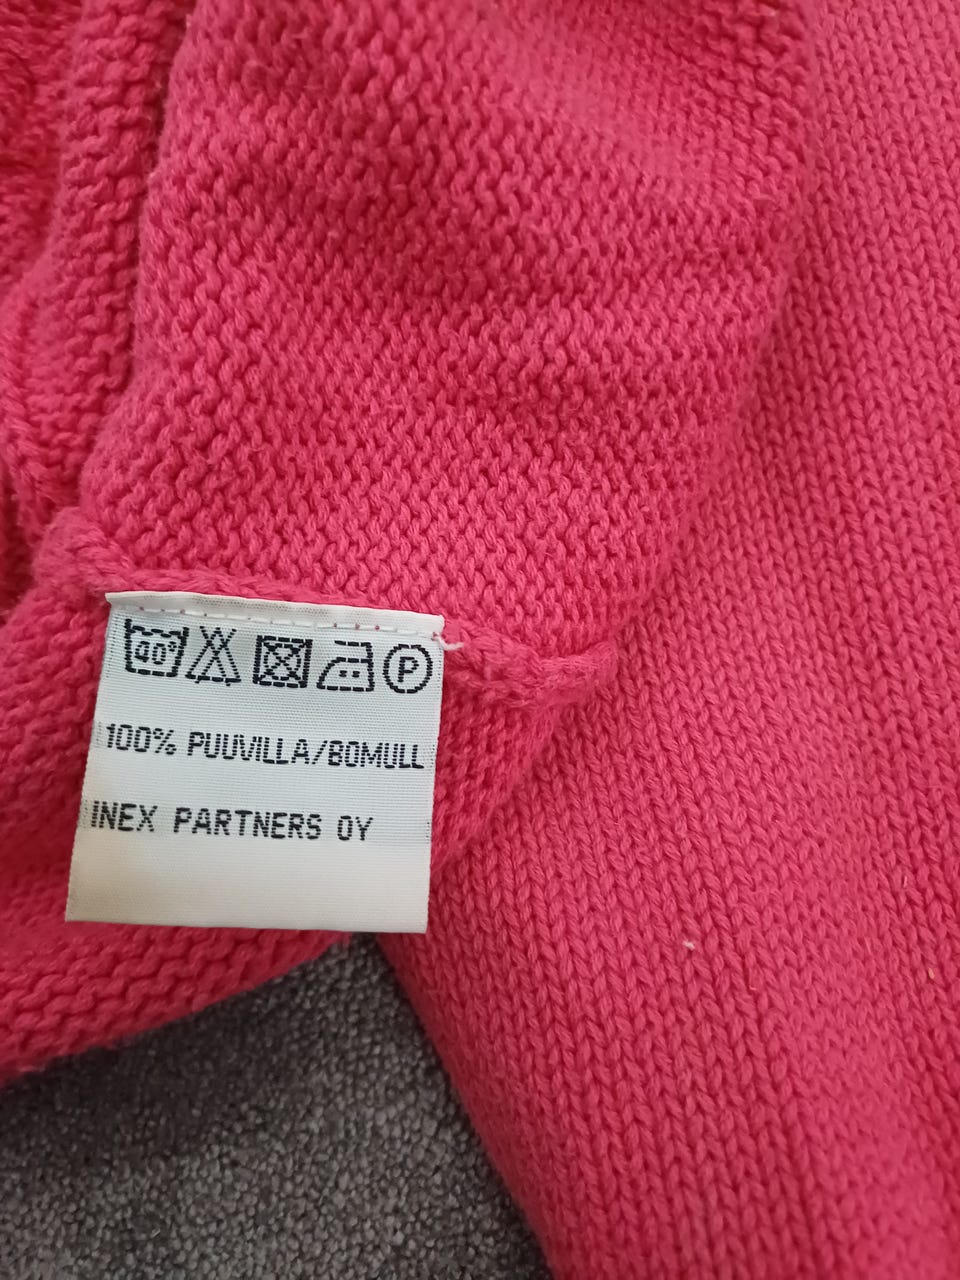 40°
P
100% PUUVILLA/BOMULL
INEX PARTNERS OY